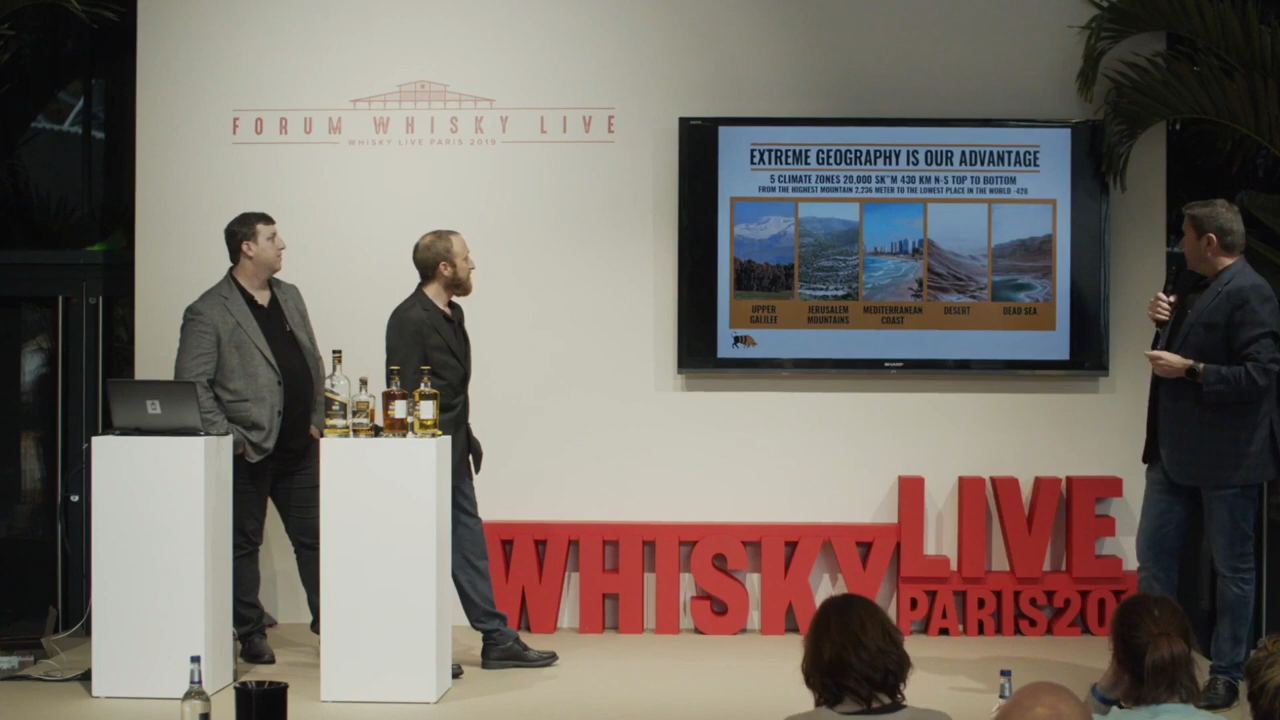 FORUM WHISKY LIVE
WHISKY LIVE PARIS 2019
EXTREME GEOGRAPHY IS OUR ADVANTAGE
5 CLIMATE ZONES 20,000 SK"M 430 KM N-S TOP TO BOTTOM
FROM THE HIGHEST MOUNTAIN 2,236 METER TO THE LOWEST PLACE IN THE WORLD -428
UPPER GALILEE
JERUSALEM MOUNTAINS
MEDITERRANEAN COAST
DESERT
DEAD SEA
SHARP
WHISKY
LIVE
PARIS20